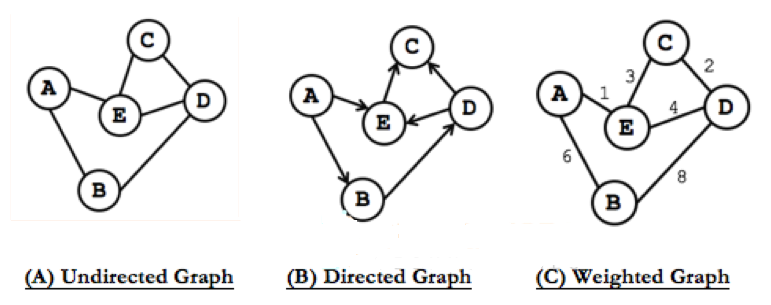 C
A
E
D
B
C
A
E
D
B
C
3
2
A
1
4
D
E
6
8
B
(A) Undirected Graph
(B) Directed Graph
(C) Weighted Graph